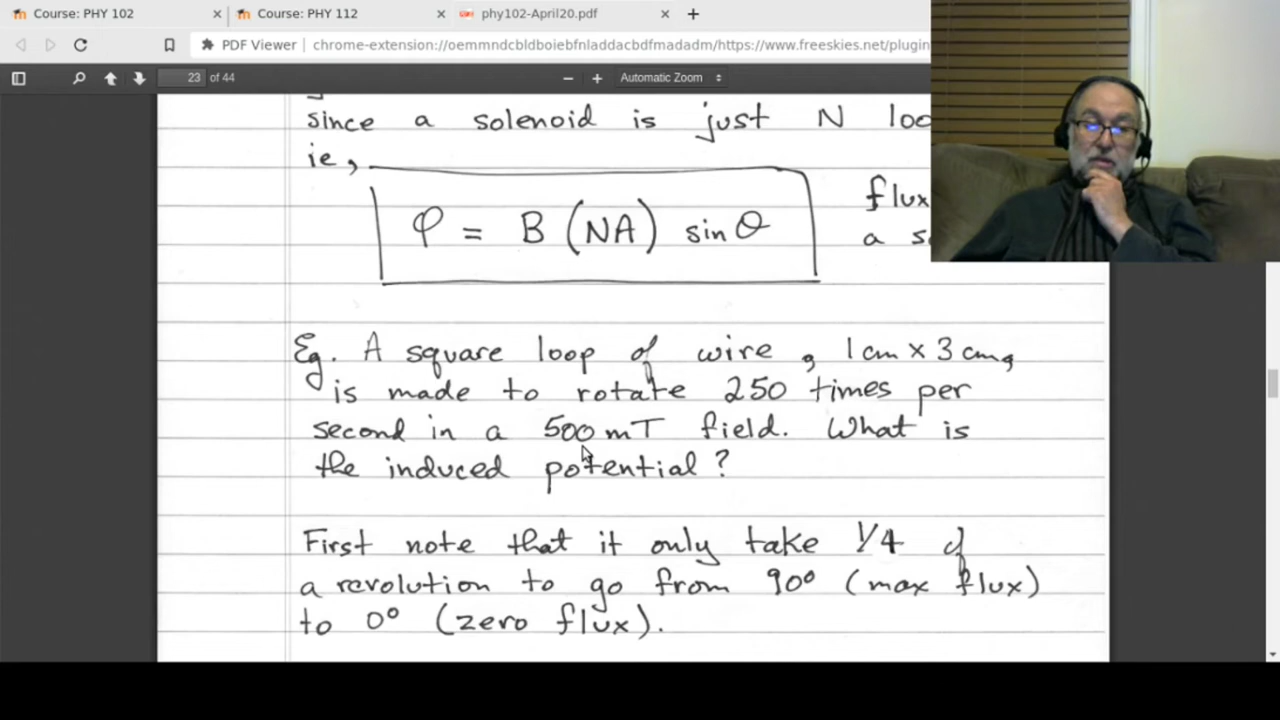 Course: PHY 102
Course: PHY 112
phy102-April20.pdf
PDF Viewer
chrome-extension://oemmndcbldboiebfnladdacbdfmadadm/https://www.freeskies.net/plugin
23 of 44
Automatic Zoom
since a solenoid is just N loo
ie,
φ = B (NA) sin θ
flux
a s
Eg. A square loop of wire, 1 cm × 3 cm,
is made to rotate 250 times per
second in a 500 mT field. What is
the induced potential?
First note that it only take 1/4 of
a revolution to go from 90° (max flux)
to 0° (zero flux).